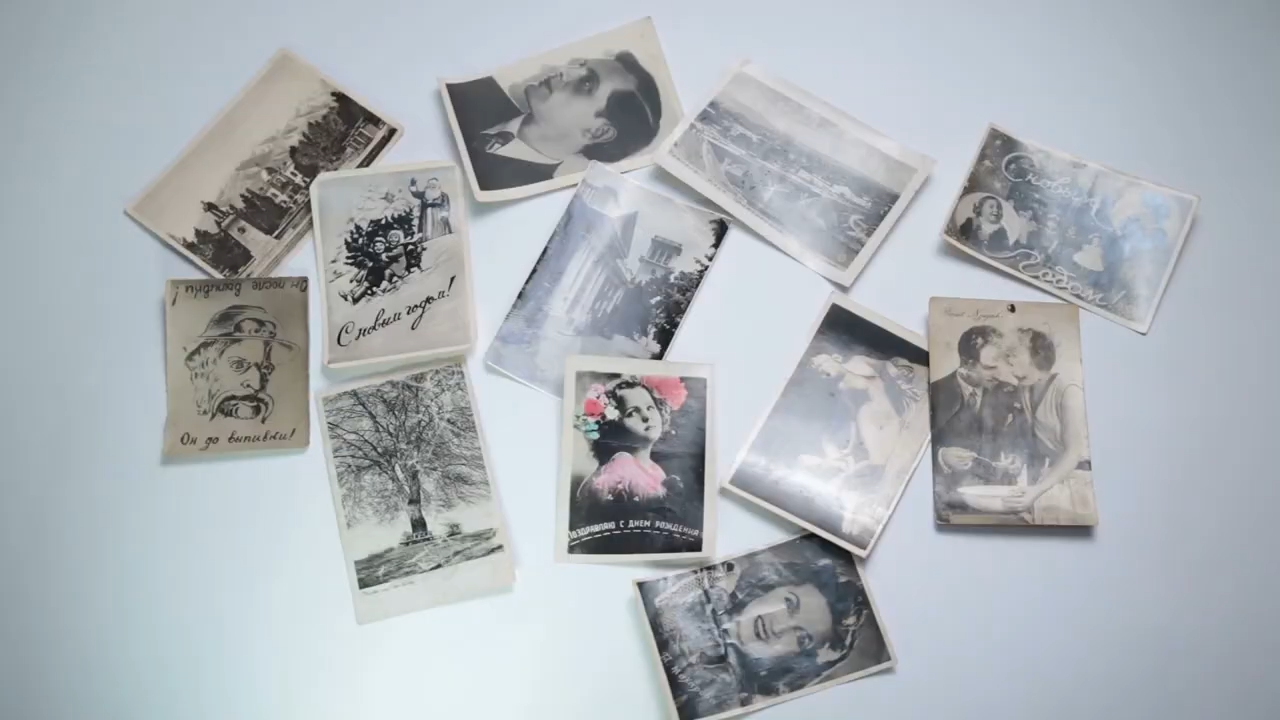 С новым
Годом!
С новым годом!
Он после выпивки!
Он до выпивки!
ПОЗДРАВЛЯЮ С ДНЕМ РОЖДЕНИЯ